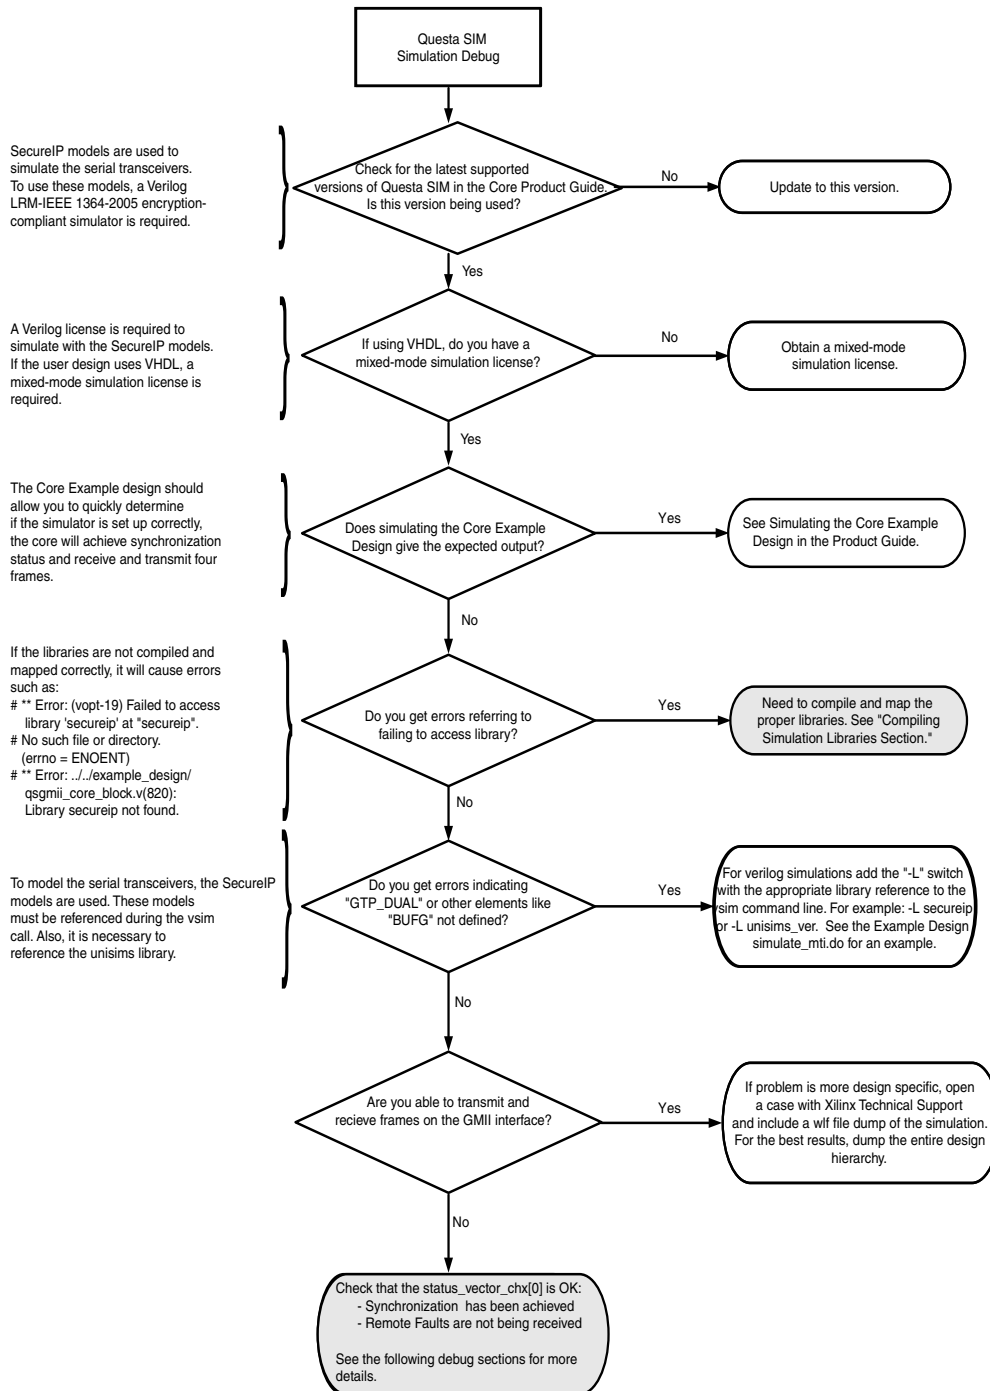 Questa SIM
Simulation Debug
SecureIP models are used to
simulate the serial transceivers.
To use these models, a Verilog
LRM-IEEE 1364-2005 encryption-
compliant simulator is required.
Check for the latest supported
versions of Questa SIM in the Core Product Guide.
Is this version being used?
No
Update to this version.
Yes
A Verilog license is required to
simulate with the SecureIP models.
If the user design uses VHDL, a
mixed-mode simulation license is
required.
If using VHDL, do you have a
mixed-mode simulation license?
No
Obtain a mixed-mode
simulation license.
Yes
The Core Example design should
allow you to quickly determine
if the simulator is set up correctly,
the core will achieve synchronization
status and receive and transmit four
frames.
Does simulating the Core Example
Design give the expected output?
Yes
See Simulating the Core Example
Design in the Product Guide.
No
If the libraries are not compiled and
mapped correctly, it will cause errors
such as:
# ** Error: (vopt-19) Failed to access
library 'secureip' at "secureip".
# No such file or directory.
(errno = ENOENT)
# ** Error: ../../example_design/
qsgmii_core_block.v(820):
Library secureip not found.
Do you get errors referring to
failing to access library?
Yes
Need to compile and map the
proper libraries. See "Compiling
Simulation Libraries Section."
No
To model the serial transceivers, the SecureIP
models are used. These models
must be referenced during the vsim
call. Also, it is necessary to
reference the unisims library.
Do you get errors indicating
"GTP_DUAL" or other elements like
"BUFG" not defined?
Yes
For verilog simulations add the "-L" switch
with the appropriate library reference to the
vsim command line. For example: -L secureip
or -L unisims_ver. See the Example Design
simulate_mti.do for an example.
No
Are you able to transmit and
recieve frames on the GMII interface?
Yes
If problem is more design specific, open
a case with Xilinx Technical Support
and include a wlf file dump of the simulation.
For the best results, dump the entire design
hierarchy.
No
Check that the status_vector_chx[0] is OK:
- Synchronization has been achieved
- Remote Faults are not being received
See the following debug sections for more
details.